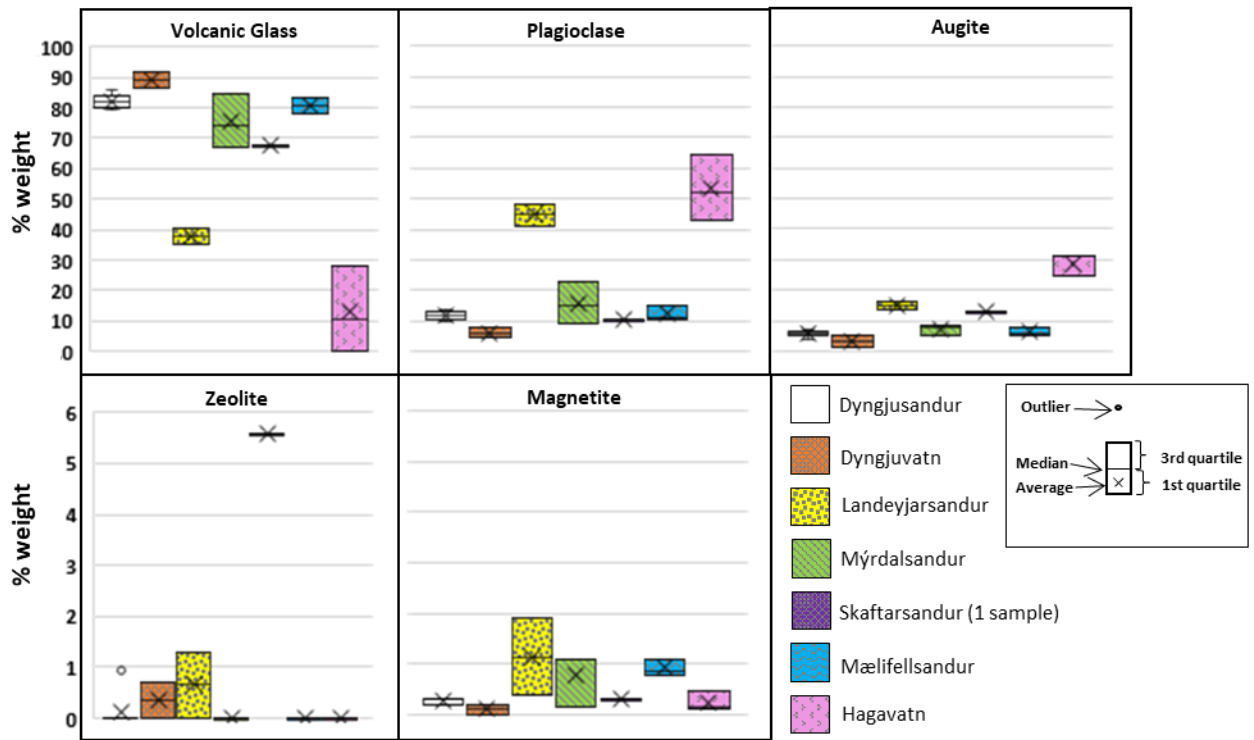 Volcanic Glass
Plagioclase
Augite
100
90
80
70
60
50
40
30
20
10
0
% weight
Zeolite
Magnetite
6
5
4
3
2
1
0
% weight
Dyngjusandur
Dyngjuvatn
Landeyjarsandur
Mýrdalsandur
Skaftarsandur (1 sample)
Mælifellsandur
Hagavatn
Outlier
Median
3rd quartile
Average
1st quartile